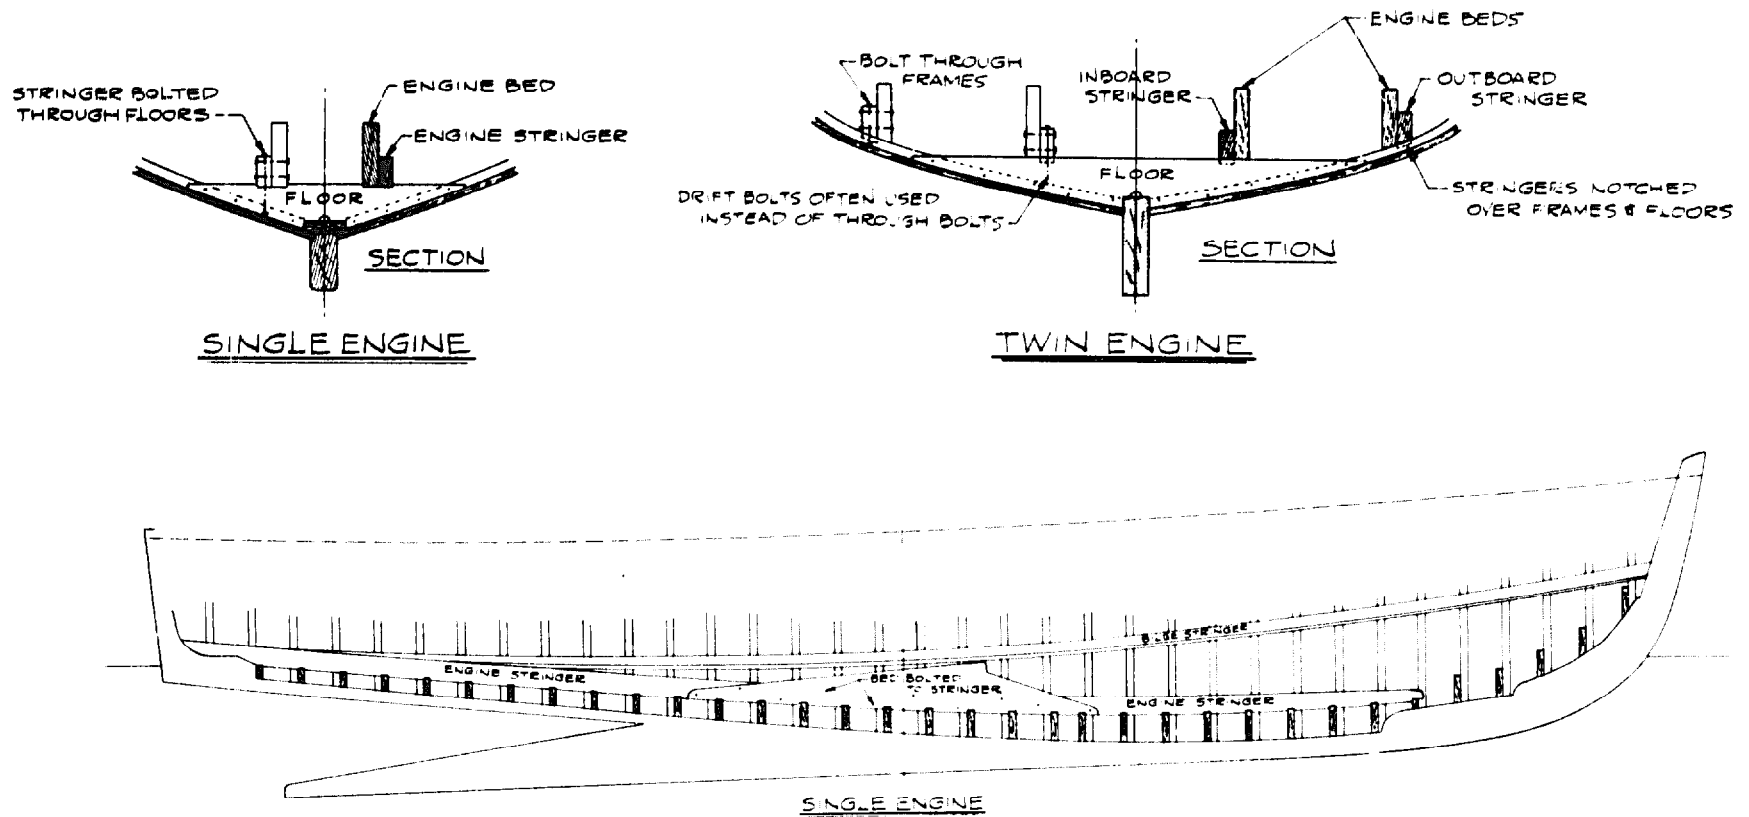 STRINGER BOLTED
THROUGH FLOORS
ENGINE BED
ENGINE STRINGER
FLOOR
SECTION
SINGLE ENGINE
BOLT THROUGH
FRAMES
INBOARD
STRINGER
ENGINE BEDS
OUTBOARD
STRINGER
FLOOR
DRIFT BOLTS OFTEN USED
INSTEAD OF THROUGH BOLTS
STRINGERS NOTCHED
OVER FRAMES & FLOORS
SECTION
TWIN ENGINE
BILGE STRINGER
ENGINE STRINGER
BED BOLTED
TO STRINGER
ENGINE STRINGER
SINGLE ENGINE